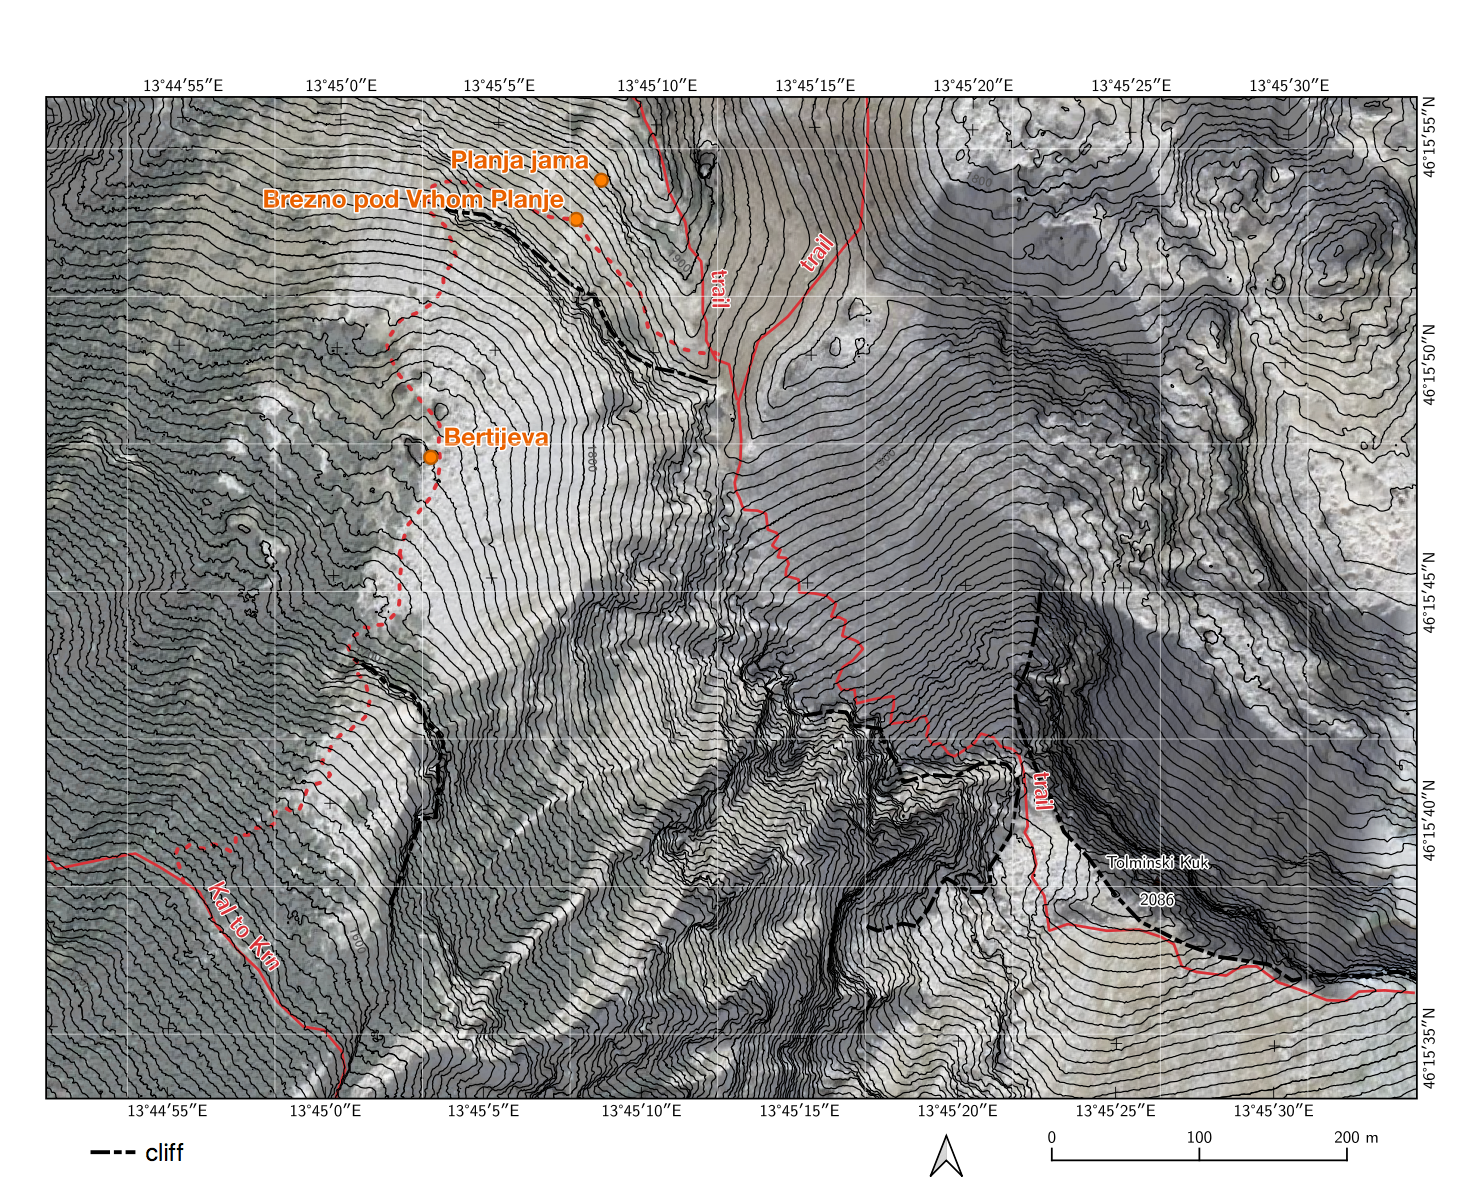 13°44′55″E 13°45′0″E 13°45′5″E 13°45′10″E 13°45′15″E 13°45′20″E 13°45′25″E 13°45′30″E
46°15′55″N
Planja jama
1800
Brezno pod Vrhom Planje
trail
1900
trail
46°15′50″N
Bertijeva
1800
46°15′45″N
trail
46°15′40″N
Tolminski Kuk
2086
Kal to Krn
1600
46°15′35″N
13°44′55″E 13°45′0″E 13°45′5″E 13°45′10″E 13°45′15″E 13°45′20″E 13°45′25″E 13°45′30″E
cliff
0 100 200 m